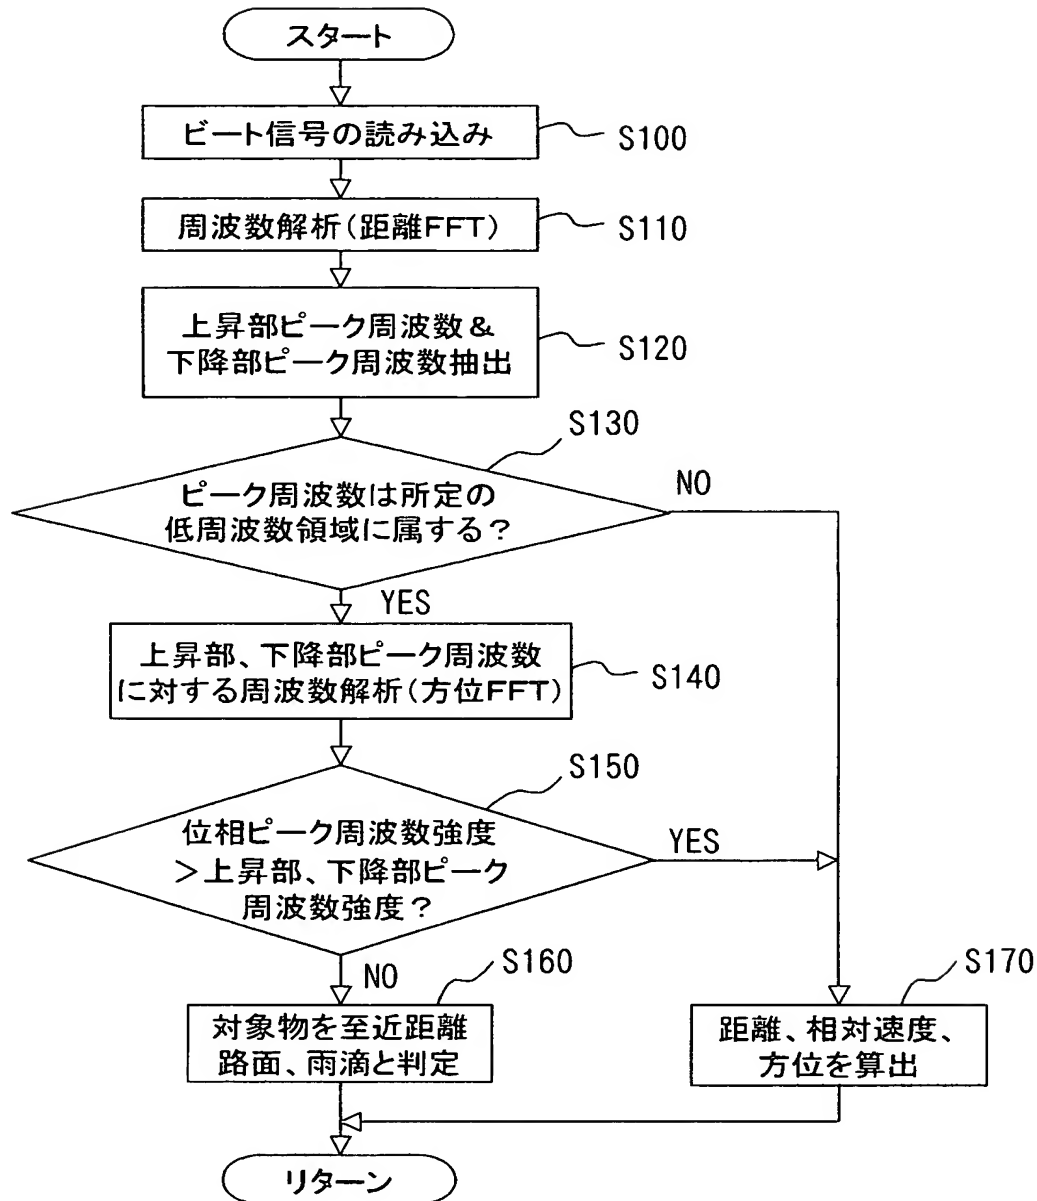 スタート
ビート信号の読み込み
S100
周波数解析(距離FFT)
S110
上昇部ピーク周波数&
下降部ピーク周波数抽出
S120
S130
ピーク周波数は所定の
低周波数領域に属する?
NO
YES
上昇部、下降部ピーク周波数
に対する周波数解析(方位FFT)
S140
S150
位相ピーク周波数強度
>上昇部、下降部ピーク
周波数強度?
YES
NO
S160
対象物を至近距離
路面、雨滴と判定
S170
距離、相対速度、
方位を算出
リターン